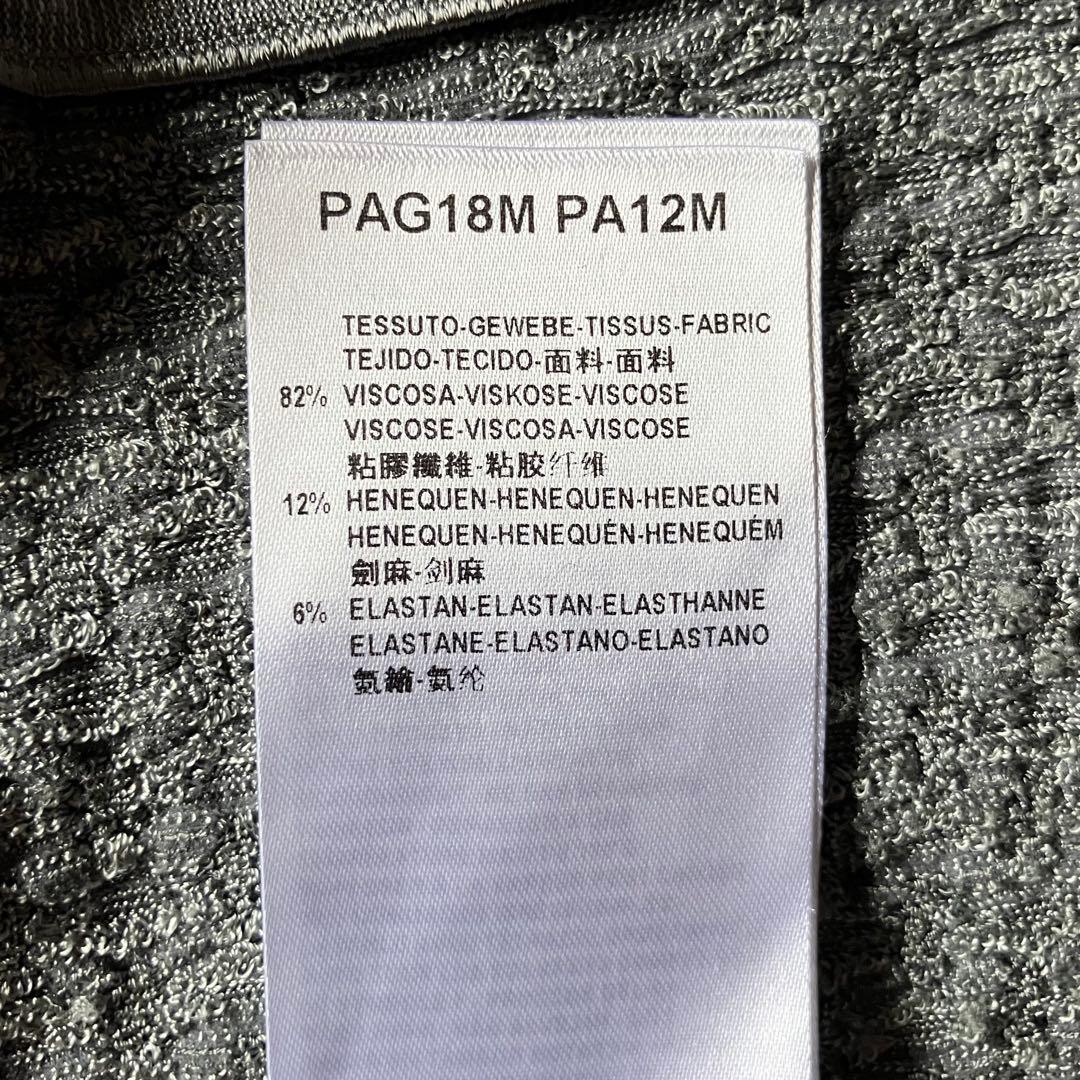 PAG18M PA12M
TESSUTO-GEWEBE-TISSUS-FABRIC
TEJIDO-TECIDO-面料-面料
82% VISCOSA-VISKOSE-VISCOSE
VISCOSE-VISCOSA-VISCOSE
粘膠纖維-粘胶纤维
12% HENEQUEN-HENEQUEN-HENEQUEN
HENEQUEN-HENEQUÉN-HENEQUÉM
劍麻-剑麻
6% ELASTAN-ELASTAN-ELASTHANNE
ELASTANE-ELASTANO-ELASTANO
氨綸-氨纶